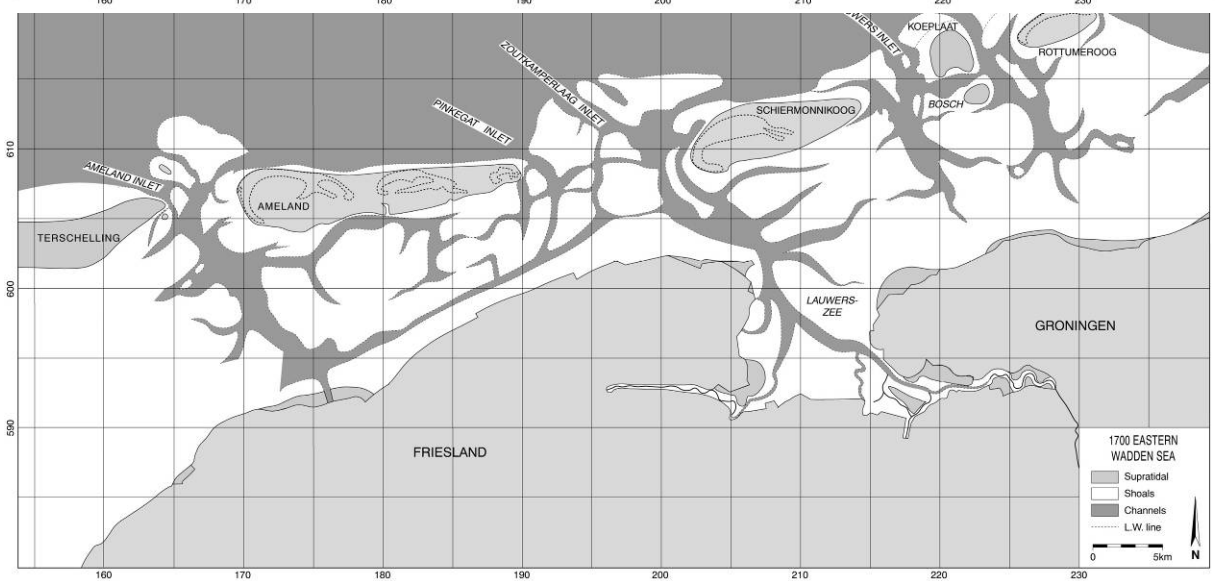 160 170 180 190 200 210 220 230
KOEPLAAT
ROTTUMEROOG
ZOUTKAMPERLAAG INLET
PINKEGAT INLET
SCHIERMONNIKOOG
BOSCH
610
AMELAND INLET
AMELAND
TERSCHELLING
600
LAUWERS-
ZEE
GRONINGEN
590
FRIESLAND
1700 EASTERN
WADDEN SEA
Supratidal
Shoals
Channels
L.W. line
0 5km
N
160 170 180 190 200 210 220 230